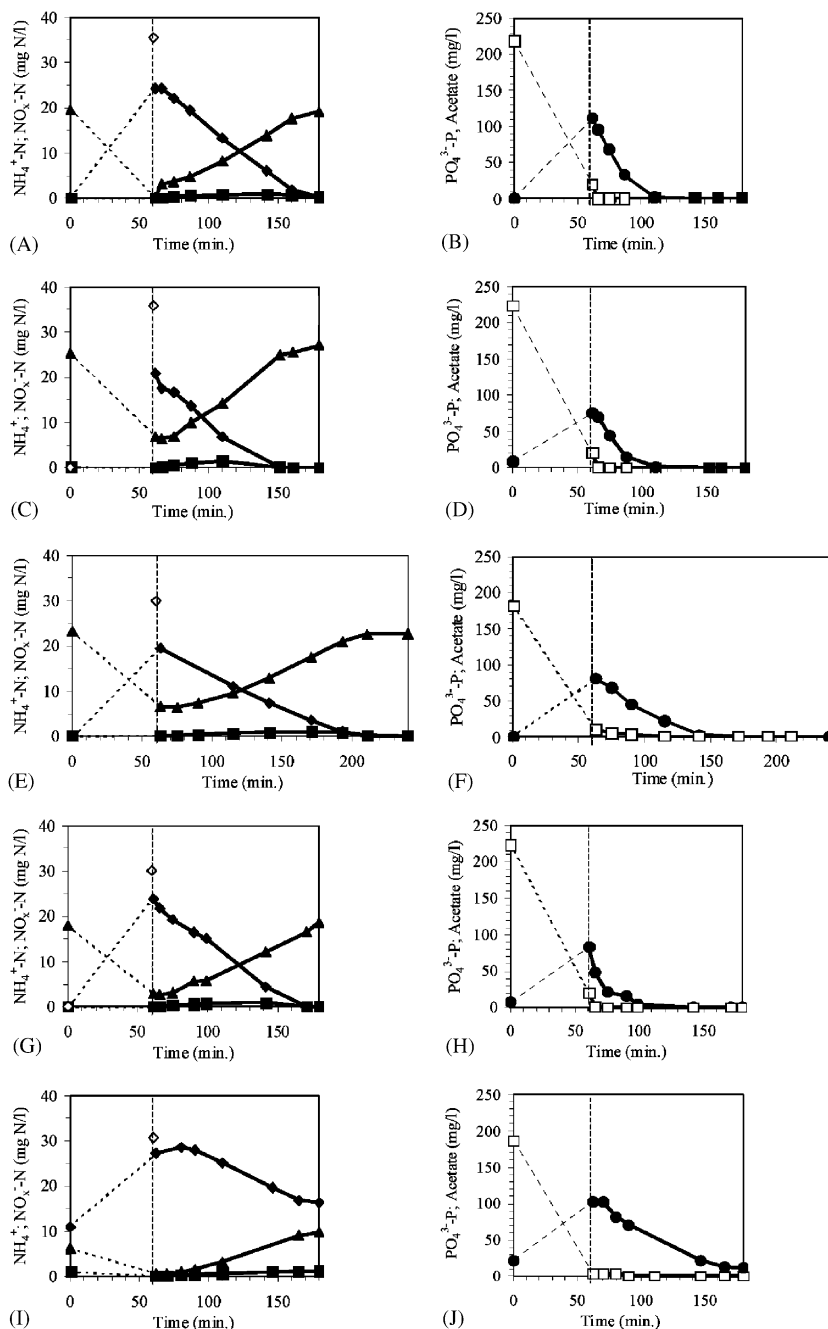 NH₄⁺-N; NOₓ⁻-N (mg N/l)
40
30
20
10
0
0 50 100 150
Time (min.)
(A)
PO₄³⁻-P, Acetate (mg/l)
250
200
150
100
50
0
0 50 100 150
Time (min.)
(B)
NH₄⁺; NOₓ⁻-N (mg N/l)
40
30
20
10
0
0 50 100 150
Time (min.)
(C)
PO₄³⁻-P; Acetate (mg/l)
250
200
150
100
50
0
0 50 100 150
Time (min.)
(D)
NH₄⁺-N; NOₓ⁻-N (mg N/l)
40
30
20
10
0
0 50 100 150 200
Time (min.)
(E)
PO₄³⁻-P; Acetate (mg/l)
250
200
150
100
50
0
0 50 100 150 200
Time (min.)
(F)
NH₄⁺-N; NOₓ⁻-N (mg N/l)
40
30
20
10
0
0 50 100 150
Time (min.)
(G)
PO₄³⁻-P; Acetate (mg/l)
250
200
150
100
50
0
0 50 100 150
Time (min.)
(H)
NH₄⁺; NOₓ⁻-N (mg N/l)
40
30
20
10
0
0 50 100 150
Time (min.)
(I)
PO₄³⁻-P; Acetate (mg/l)
250
200
150
100
50
0
0 50 100 150
Time (min.)
(J)